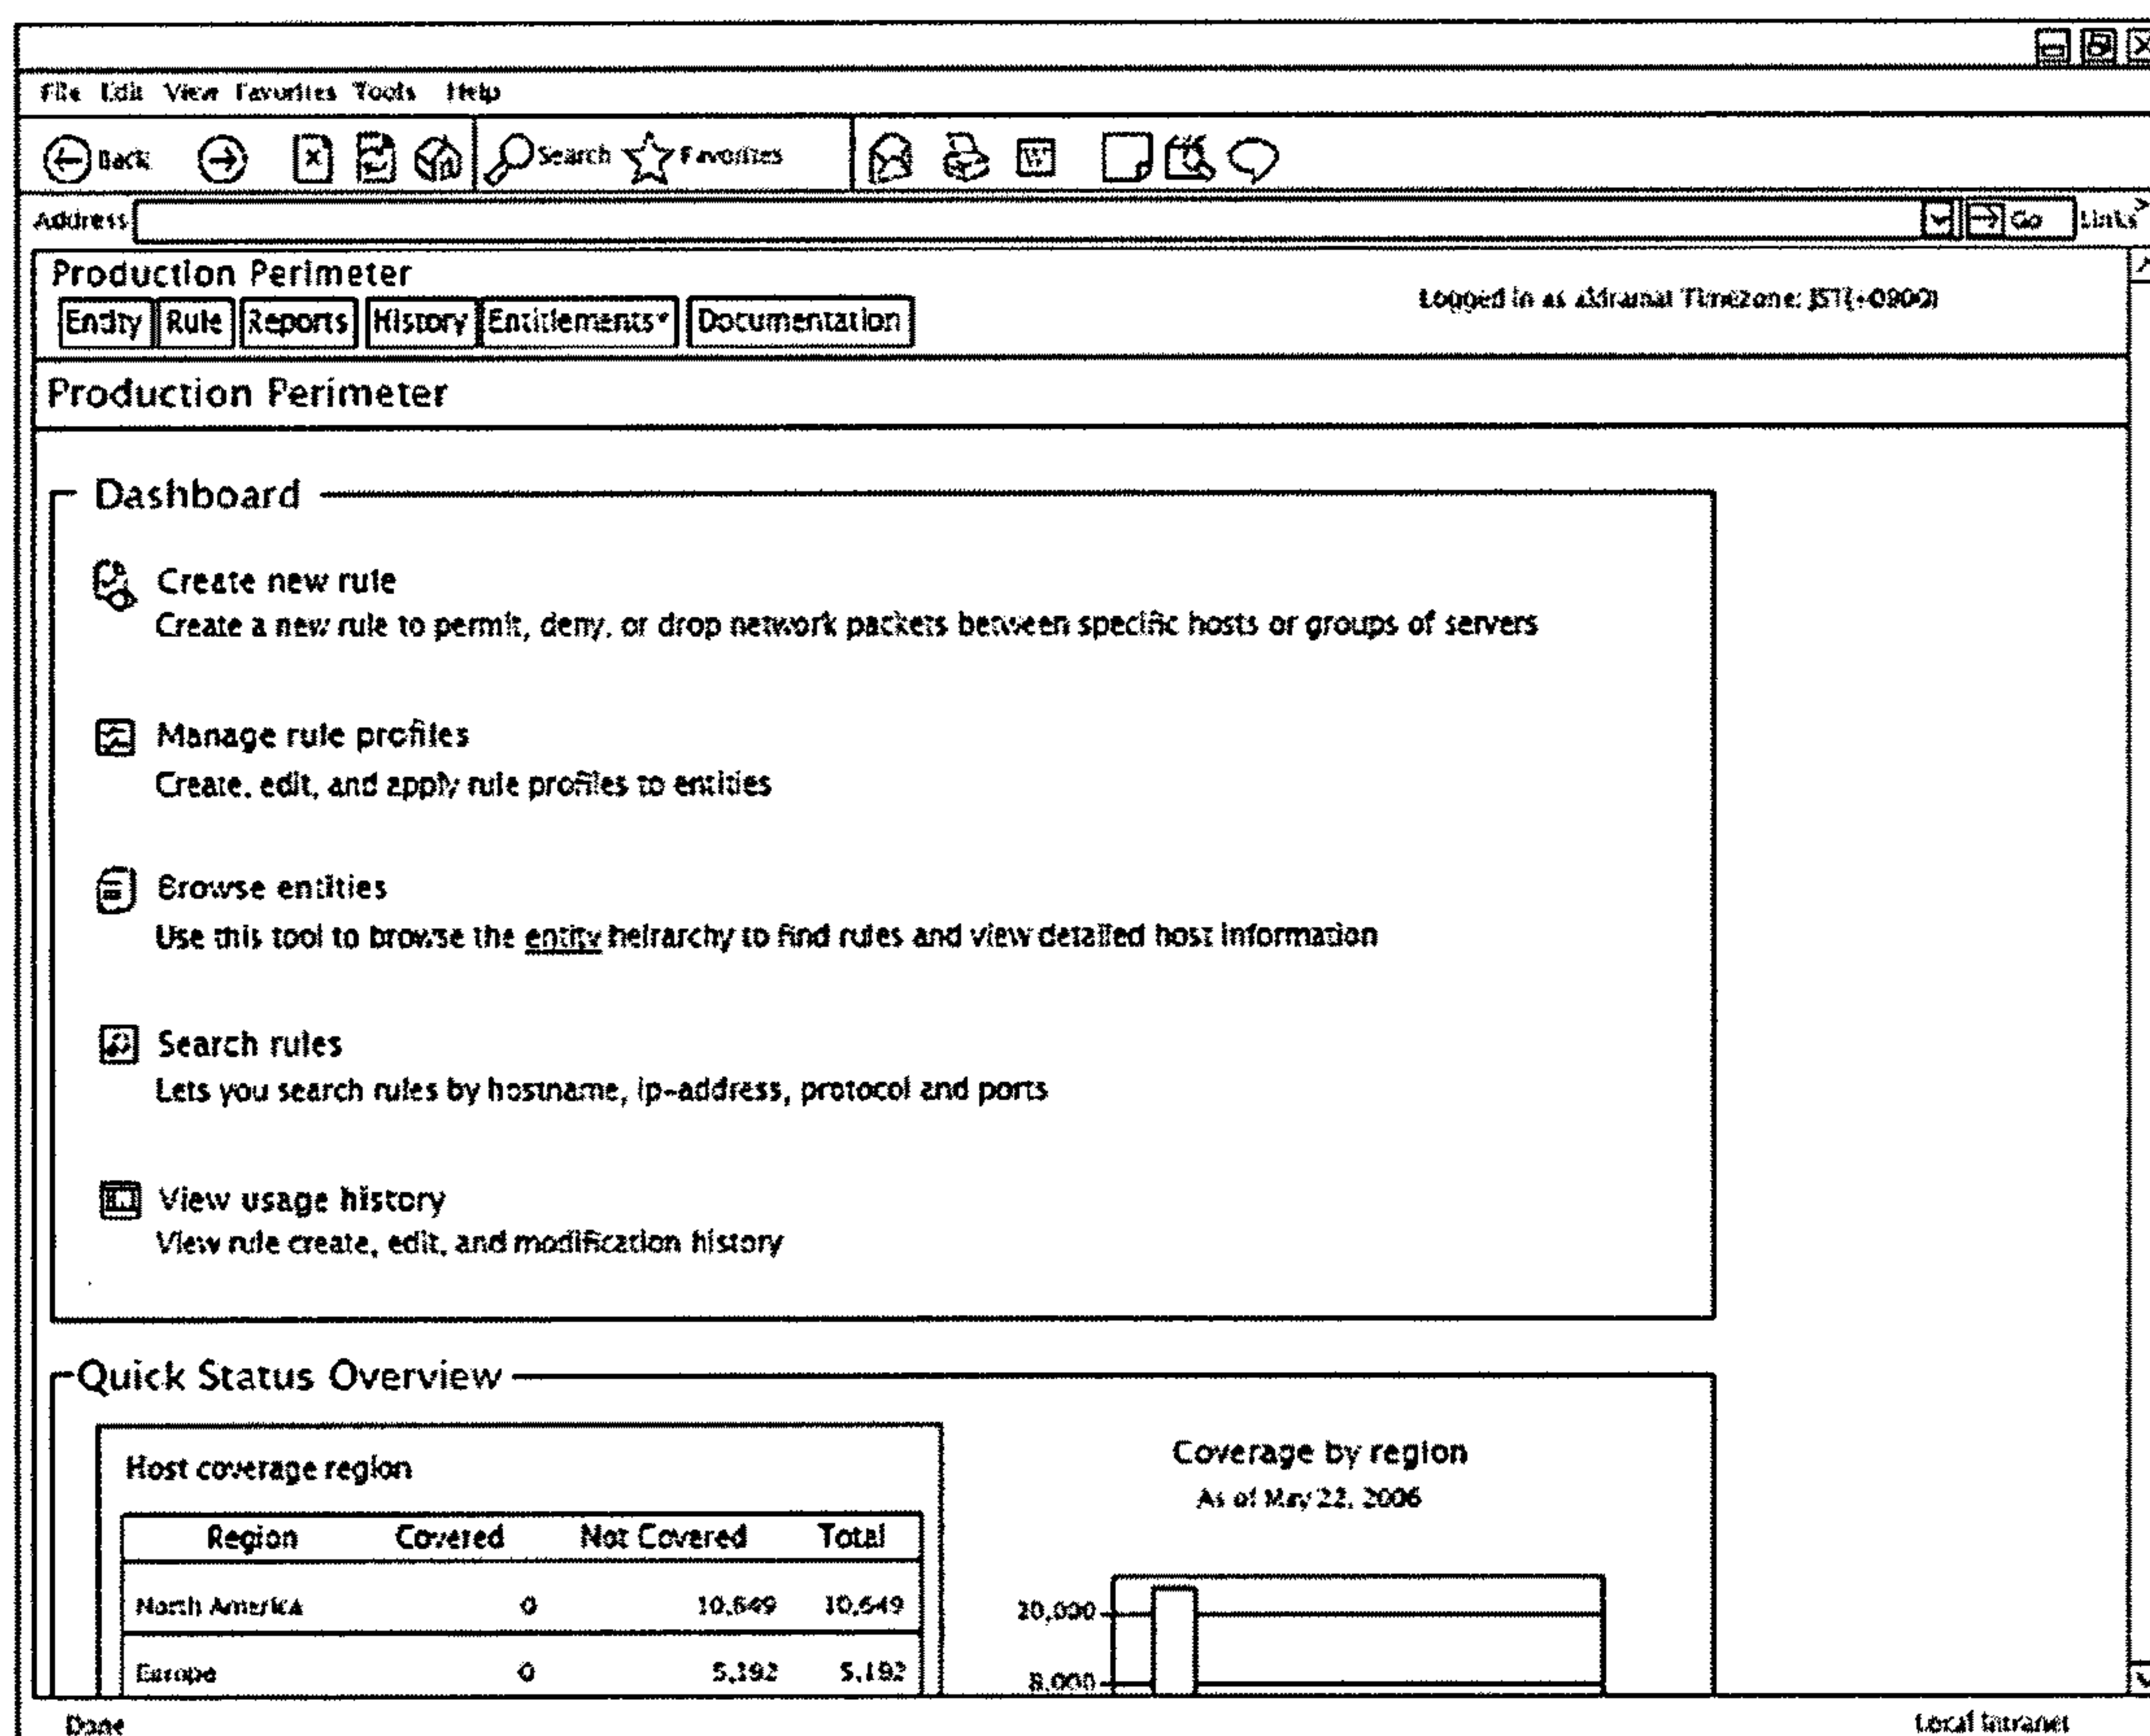 File Edit View Favorites Tools Help
Back Search Favorites W
Address Go Links
Production Perimeter
Entity Rule Reports History Entitlements Documentation
Logged in as Timezone: JST(+0900)
Production Perimeter
Dashboard
Create new rule
Create a new rule to permit, deny, or drop network packets between specific hosts or groups of servers
Manage rule profiles
Create, edit, and apply rule profiles to entities
Browse entities
Use this tool to browse the entity heirarchy to find rules and view detailed host information
Search rules
Lets you search rules by hostname, ip-address, protocol and ports
View usage history
View rule create, edit, and modification history
Quick Status Overview
Host coverage region
Region Covered Not Covered Total
North America 0 10,649 10,649
Europe 0 5,192 5,192
Coverage by region
As of May 22, 2006
8,000
Done
Local intranet